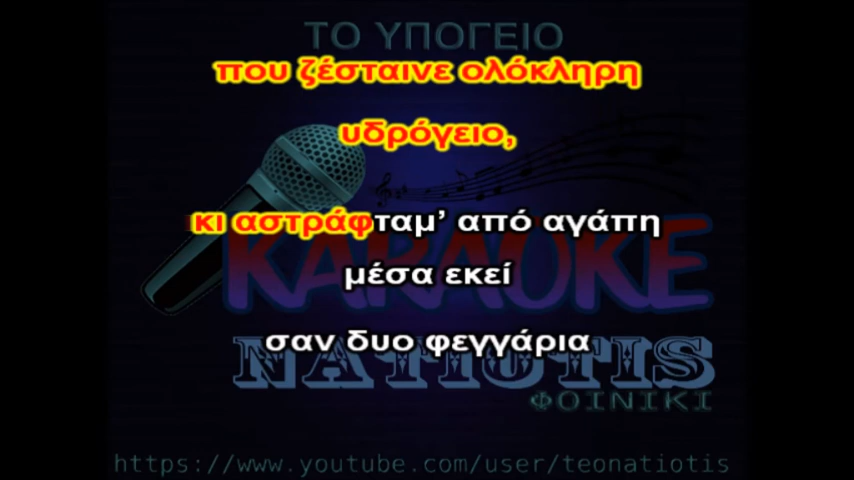 ΤΟ ΥΠΟΓΕΙΟ
που ζέσταινε ολόκληρη
υδρόγειο,
κι αστράφταμ’ από αγάπη
KARAOKE
μέσα εκεί
σαν δυο φεγγάρια
NATIOTIS
ΦΟΙΝΙΚΙ
https://www.youtube.com/user/teonatiotis